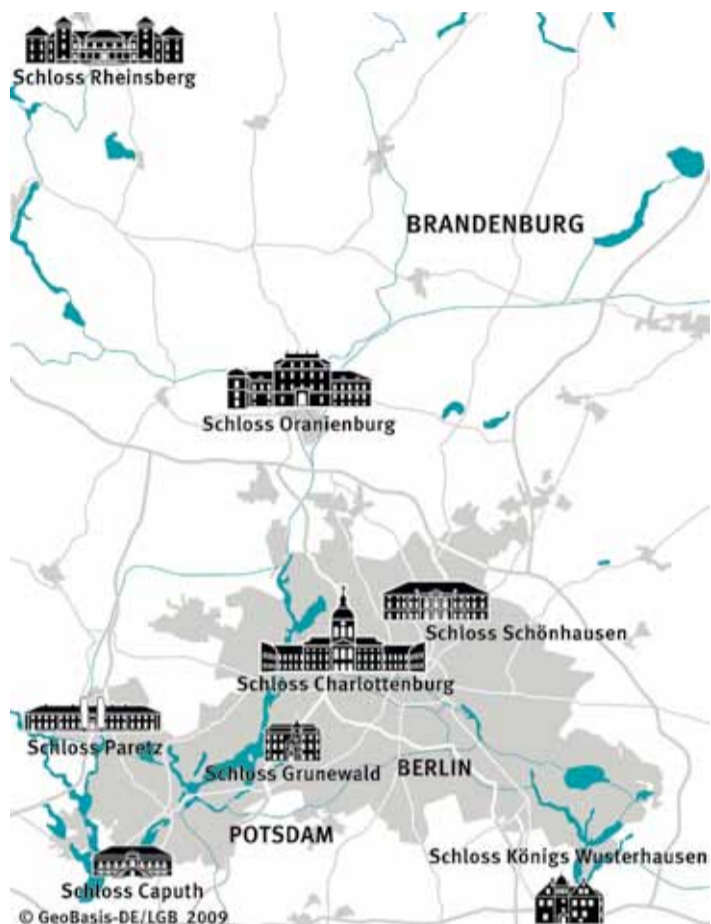 Schloss Rheinsberg
BRANDENBURG
Schloss Oranienburg
Schloss Schönhausen
Schloss Charlottenburg
Schloss Paretz
Schloss Grunewald
BERLIN
POTSDAM
Schloss Königs Wusterhausen
Schloss Caputh
© GeoBasis-DE/LGB 2009